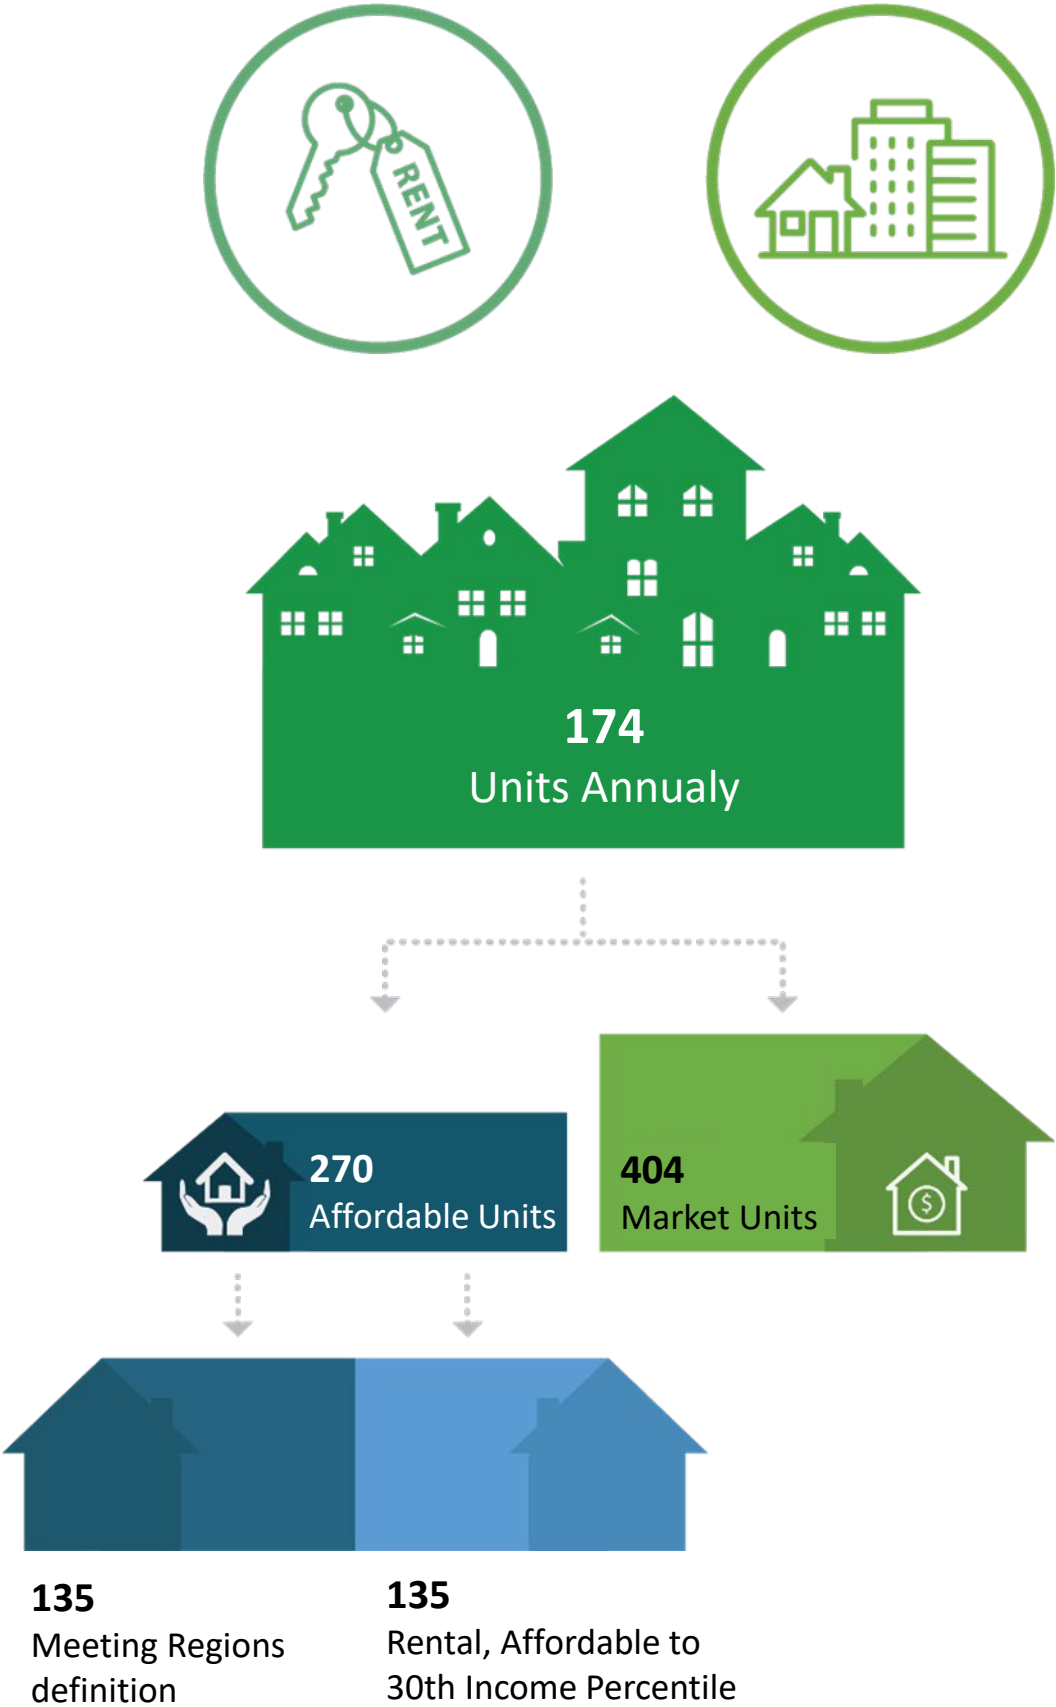 RENT
174
Units Annualy
270
Affordable Units
404
Market Units
$
135
Meeting Regions
definition
135
Rental, Affordable to
30th Income Percentile